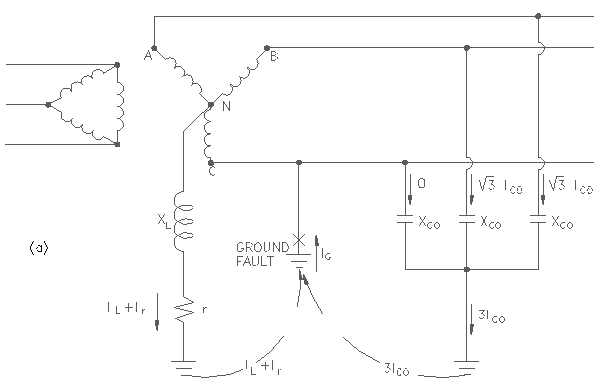 A
B
N
C
0
√3 I_CO
√3 I_CO
X_L
X_CO
X_CO
X_CO
GROUND
FAULT
I_G
(a)
I_L+I_r
r
3I_CO
I_L+I_r
3I_CO